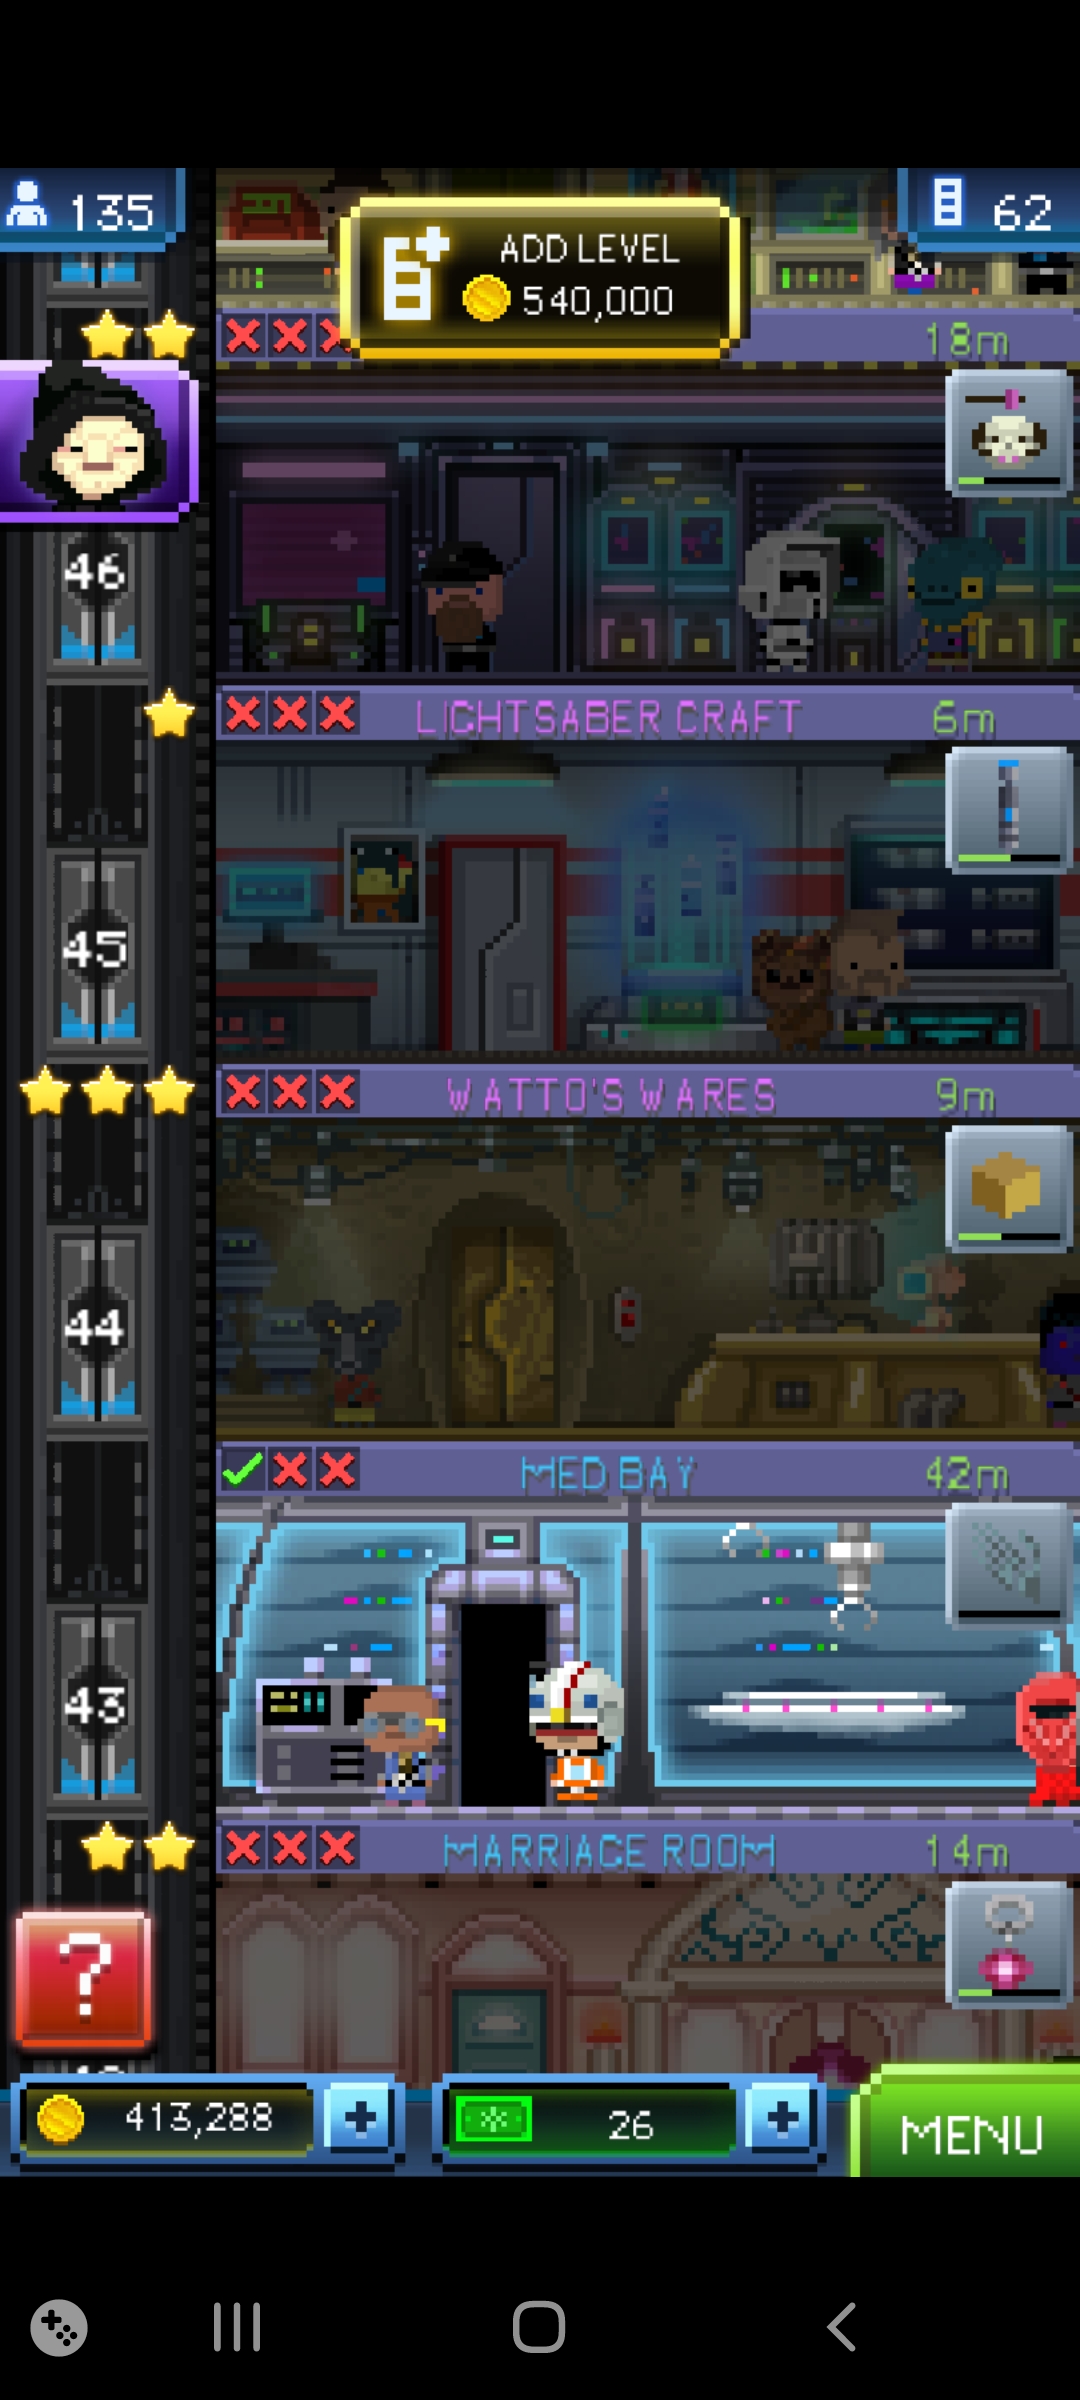 135
ADD LEVEL
540,000
62
18m
46
LIGHTSABER CRAFT
6m
45
WATTO'S WARES
9m
44
MED BAY
42m
43
MARRIAGE ROOM
14m
?
413,288
26
MENU